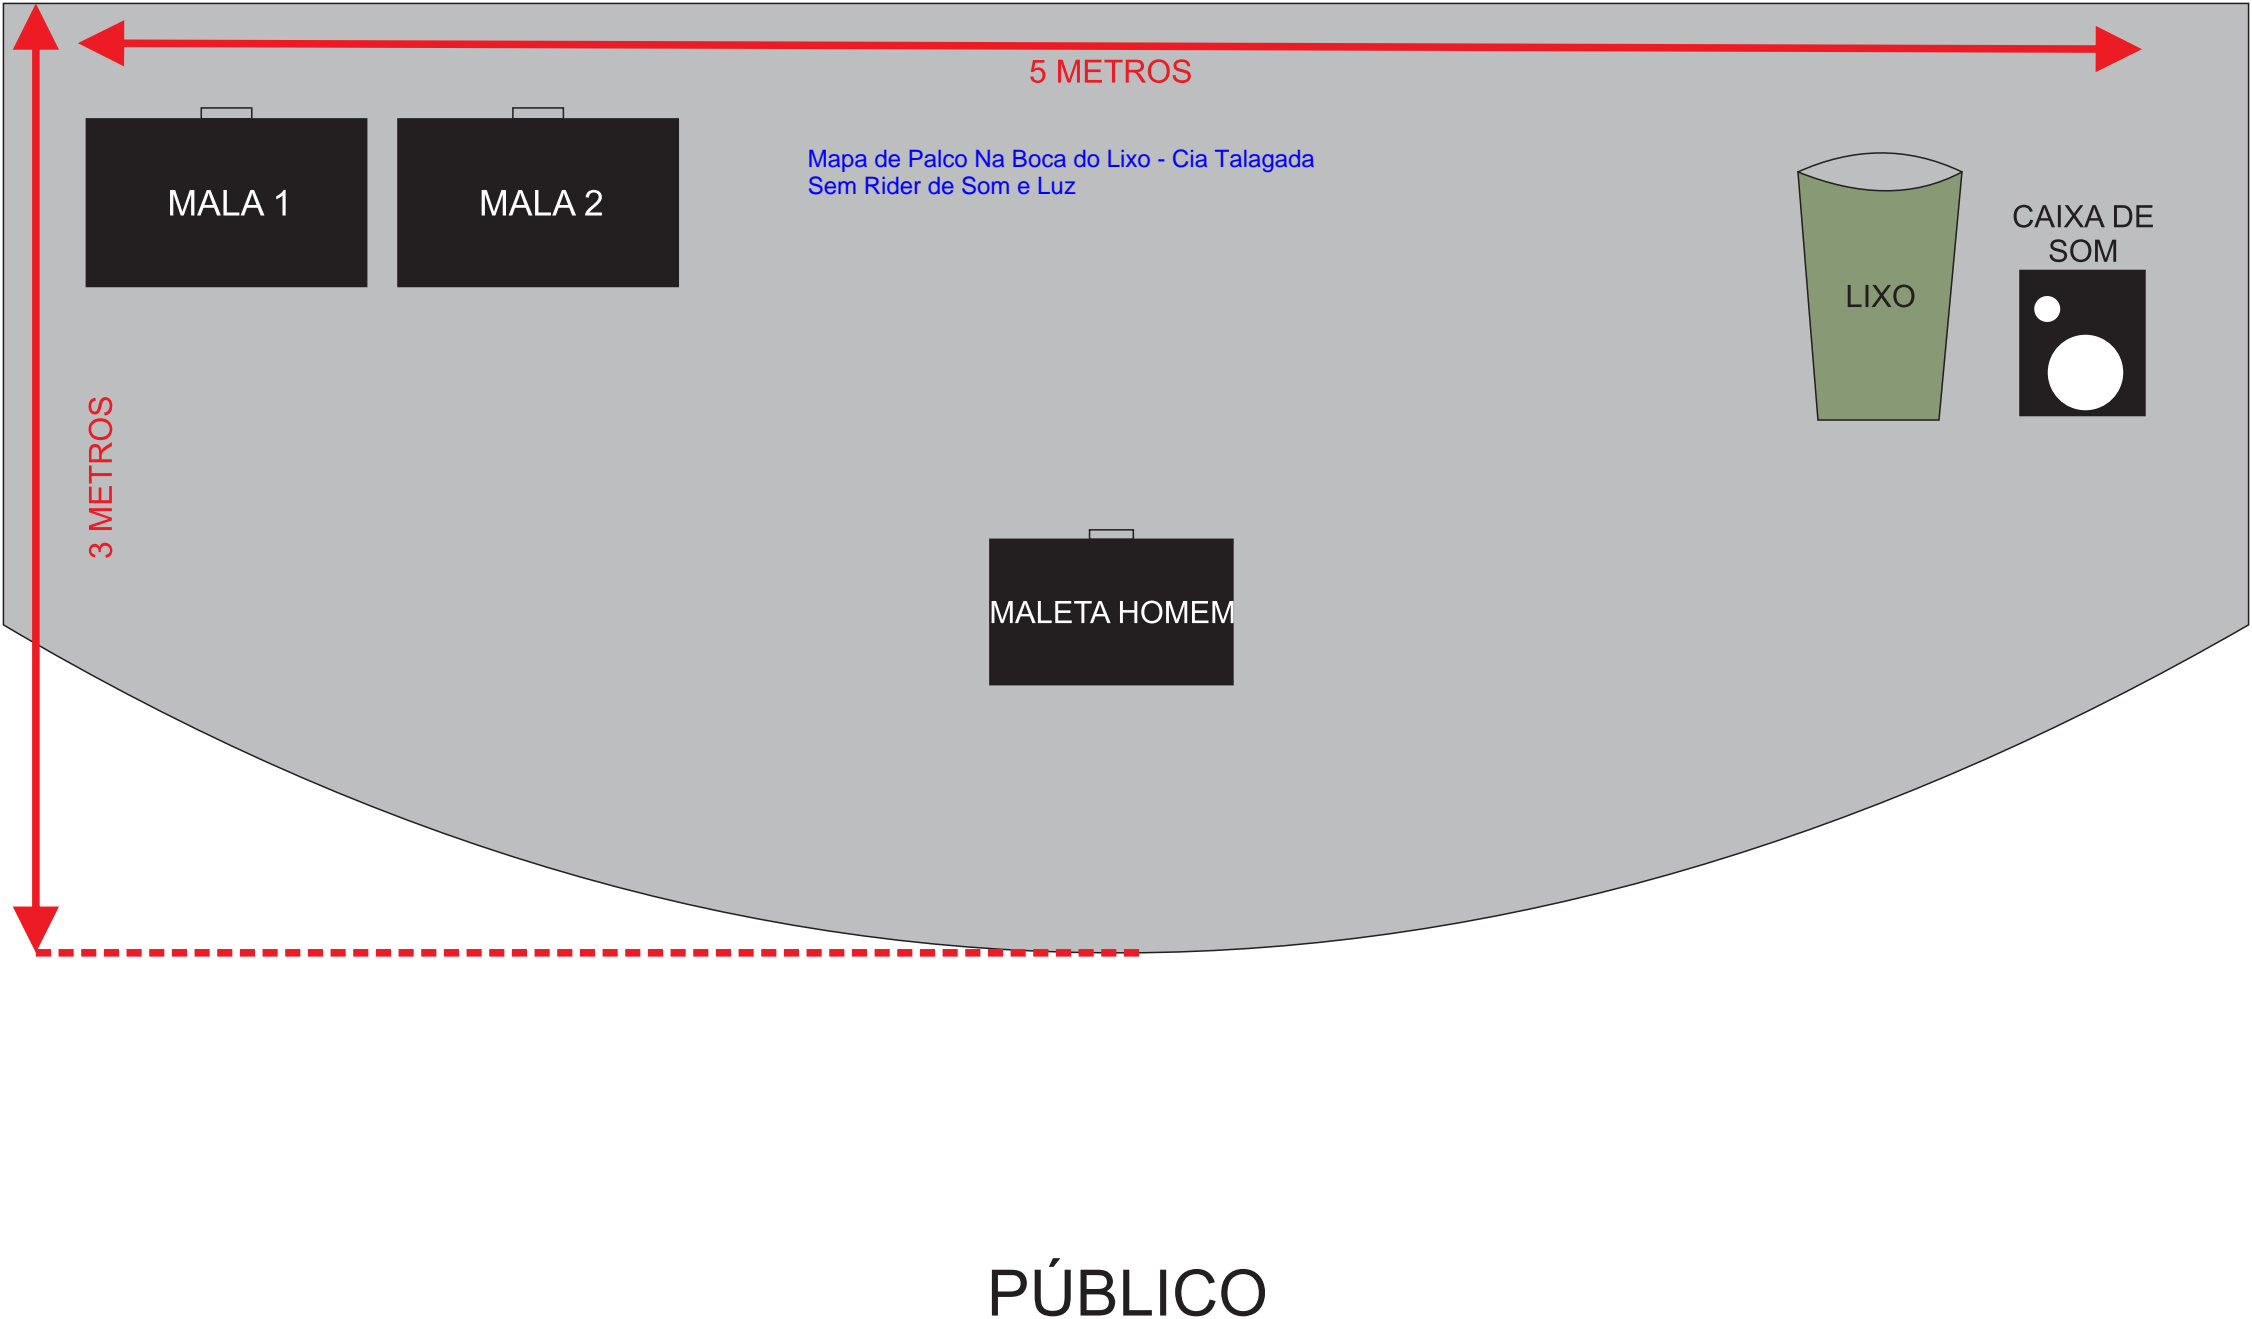 5 METROS
Mapa de Palco Na Boca do Lixo - Cia Talagada
Sem Rider de Som e Luz
MALA 1
MALA 2
CAIXA DE
SOM
LIXO
3 METROS
MALETA HOMEM
PÚBLICO